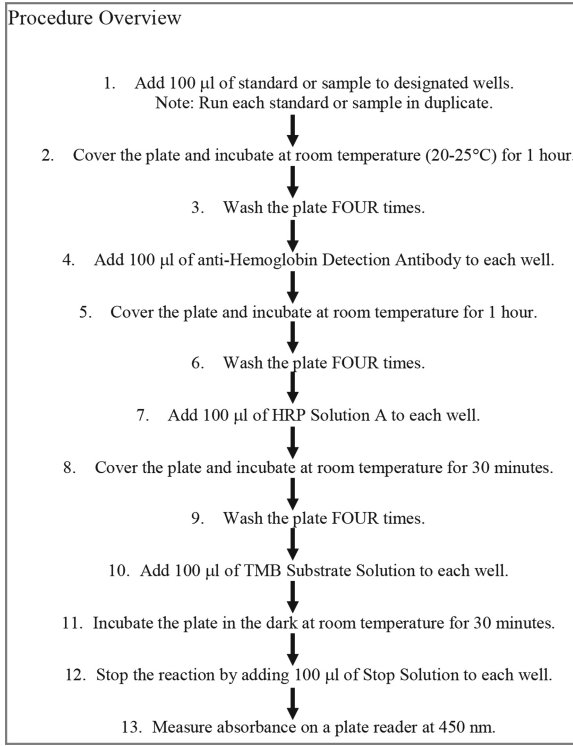 Procedure Overview
1. Add 100 µl of standard or sample to designated wells.
Note: Run each standard or sample in duplicate.
2. Cover the plate and incubate at room temperature (20-25°C) for 1 hour.
3. Wash the plate FOUR times.
4. Add 100 µl of anti-Hemoglobin Detection Antibody to each well.
5. Cover the plate and incubate at room temperature for 1 hour.
6. Wash the plate FOUR times.
7. Add 100 µl of HRP Solution A to each well.
8. Cover the plate and incubate at room temperature for 30 minutes.
9. Wash the plate FOUR times.
10. Add 100 µl of TMB Substrate Solution to each well.
11. Incubate the plate in the dark at room temperature for 30 minutes.
12. Stop the reaction by adding 100 µl of Stop Solution to each well.
13. Measure absorbance on a plate reader at 450 nm.